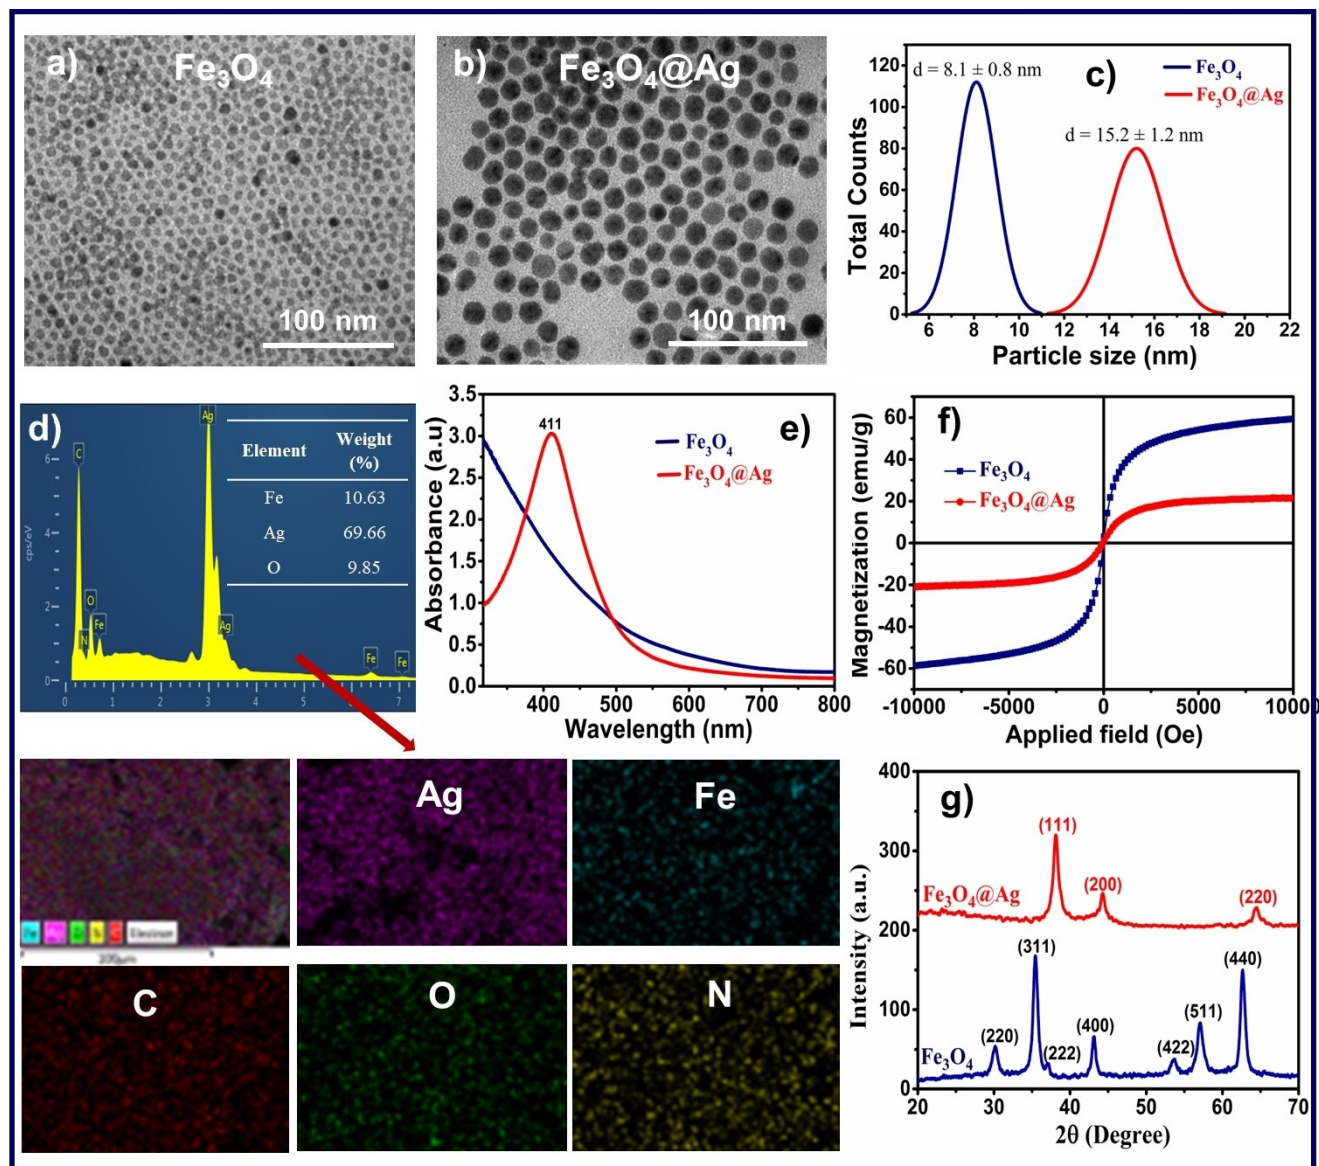 a) Fe₃O₄
100 nm
b) Fe₃O₄@Ag
100 nm
c)
d = 8.1 ± 0.8 nm
d = 15.2 ± 1.2 nm
Fe₃O₄
Fe₃O₄@Ag
Total Counts
120
100
80
60
40
20
0
6 8 10 12 14 16 18 20 22
Particle size (nm)
d)
Element Weight (%)
Fe 10.63
Ag 69.66
O 9.85
cps/eV
6
4
2
0
C
N
O
Fe
Ag
Ag
Fe
Fe
0 1 2 3 4 5 6 7
e)
411
Fe₃O₄
Fe₃O₄@Ag
Absorbance (a.u)
3.5
3.0
2.5
2.0
1.5
1.0
0.5
0.0
400 500 600 700 800
Wavelength (nm)
f)
Fe₃O₄
Fe₃O₄@Ag
Magnetization (emu/g)
60
40
20
0
-20
-40
-60
-10000 -5000 0 5000 10000
Applied field (Oe)
Ag
Fe
C
O
N
g)
Intensity (a.u.)
400
300
200
100
0
Fe₃O₄@Ag
(111)
(200)
(220)
Fe₃O₄
(220)
(311)
(222)
(400)
(422)
(511)
(440)
20 30 40 50 60 70
2θ (Degree)